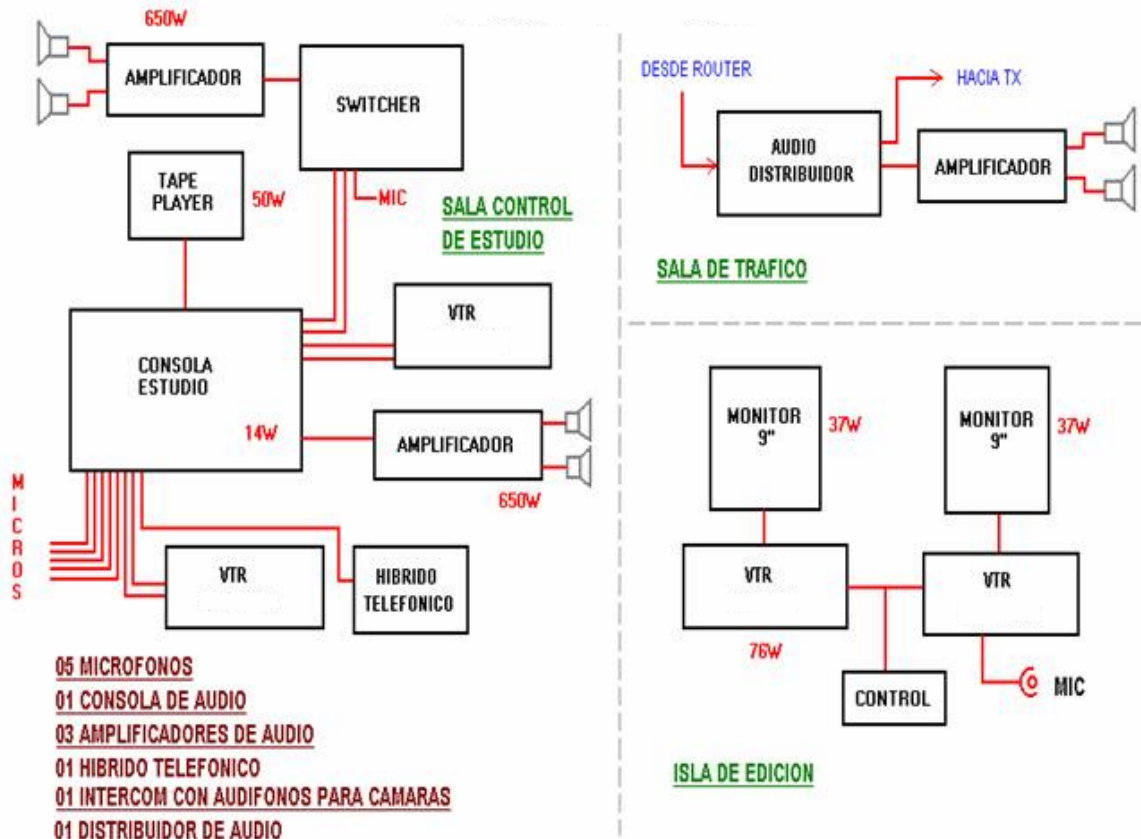 650W
AMPLIFICADOR
SWITCHER
TAPE
PLAYER
50W
MIC
SALA CONTROL
DE ESTUDIO
VTR
CONSOLA
ESTUDIO
14W
AMPLIFICADOR
650W
MICROS
VTR
HIBRIDO
TELEFONICO
05 MICROFONOS
01 CONSOLA DE AUDIO
03 AMPLIFICADORES DE AUDIO
01 HIBRIDO TELEFONICO
01 INTERCOM CON AUDIFONOS PARA CAMARAS
01 DISTRIBUIDOR DE AUDIO
DESDE ROUTER
HACIA TX
AUDIO
DISTRIBUIDOR
AMPLIFICADOR
SALA DE TRAFICO
MONITOR
9"
37W
MONITOR
9"
37W
VTR
76W
VTR
CONTROL
MIC
ISLA DE EDICION